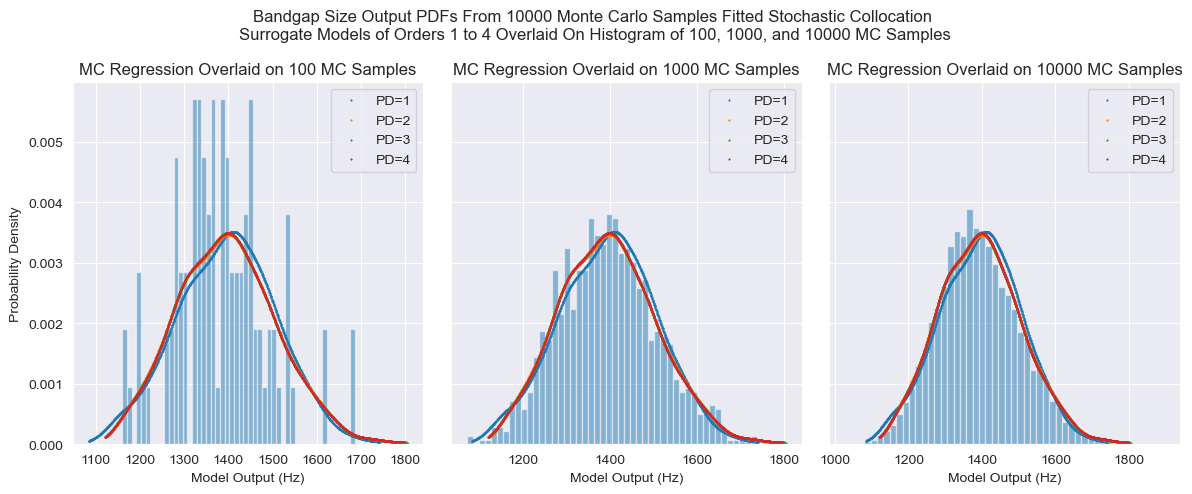 Bandgap Size Output PDFs From 10000 Monte Carlo Samples Fitted Stochastic Collocation
Surrogate Models of Orders 1 to 4 Overlaid On Histogram of 100, 1000, and 10000 MC Samples
MC Regression Overlaid on 100 MC Samples
PD=1
PD=2
PD=3
PD=4
0.005
0.004
0.003
0.002
0.001
0.000
Probability Density
1100 1200 1300 1400 1500 1600 1700 1800
Model Output (Hz)
MC Regression Overlaid on 1000 MC Samples
PD=1
PD=2
PD=3
PD=4
1200 1400 1600 1800
Model Output (Hz)
MC Regression Overlaid on 10000 MC Samples
PD=1
PD=2
PD=3
PD=4
1000 1200 1400 1600 1800
Model Output (Hz)